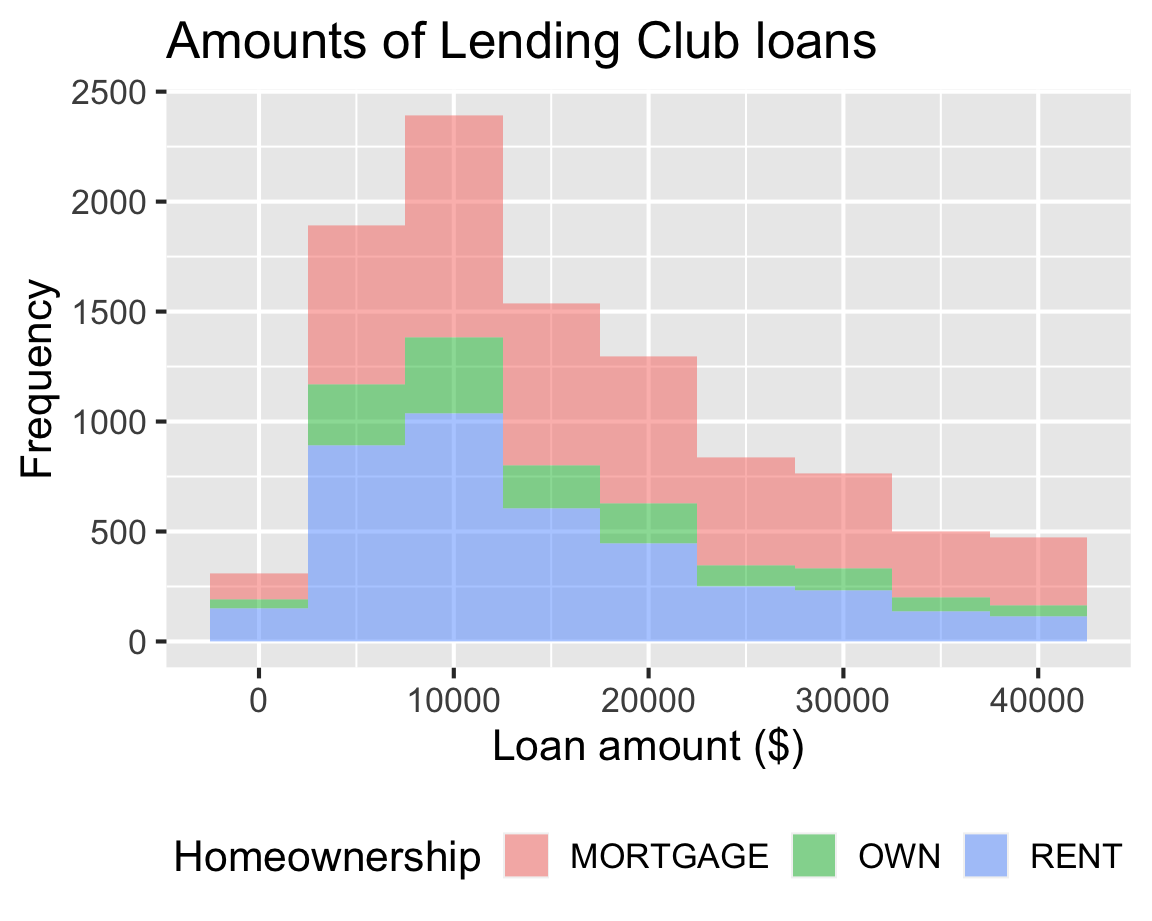 Amounts of Lending Club loans
2500
2000
1500
1000
500
0
Frequency
0 10000 20000 30000 40000
Loan amount ($)
Homeownership MORTGAGE OWN RENT